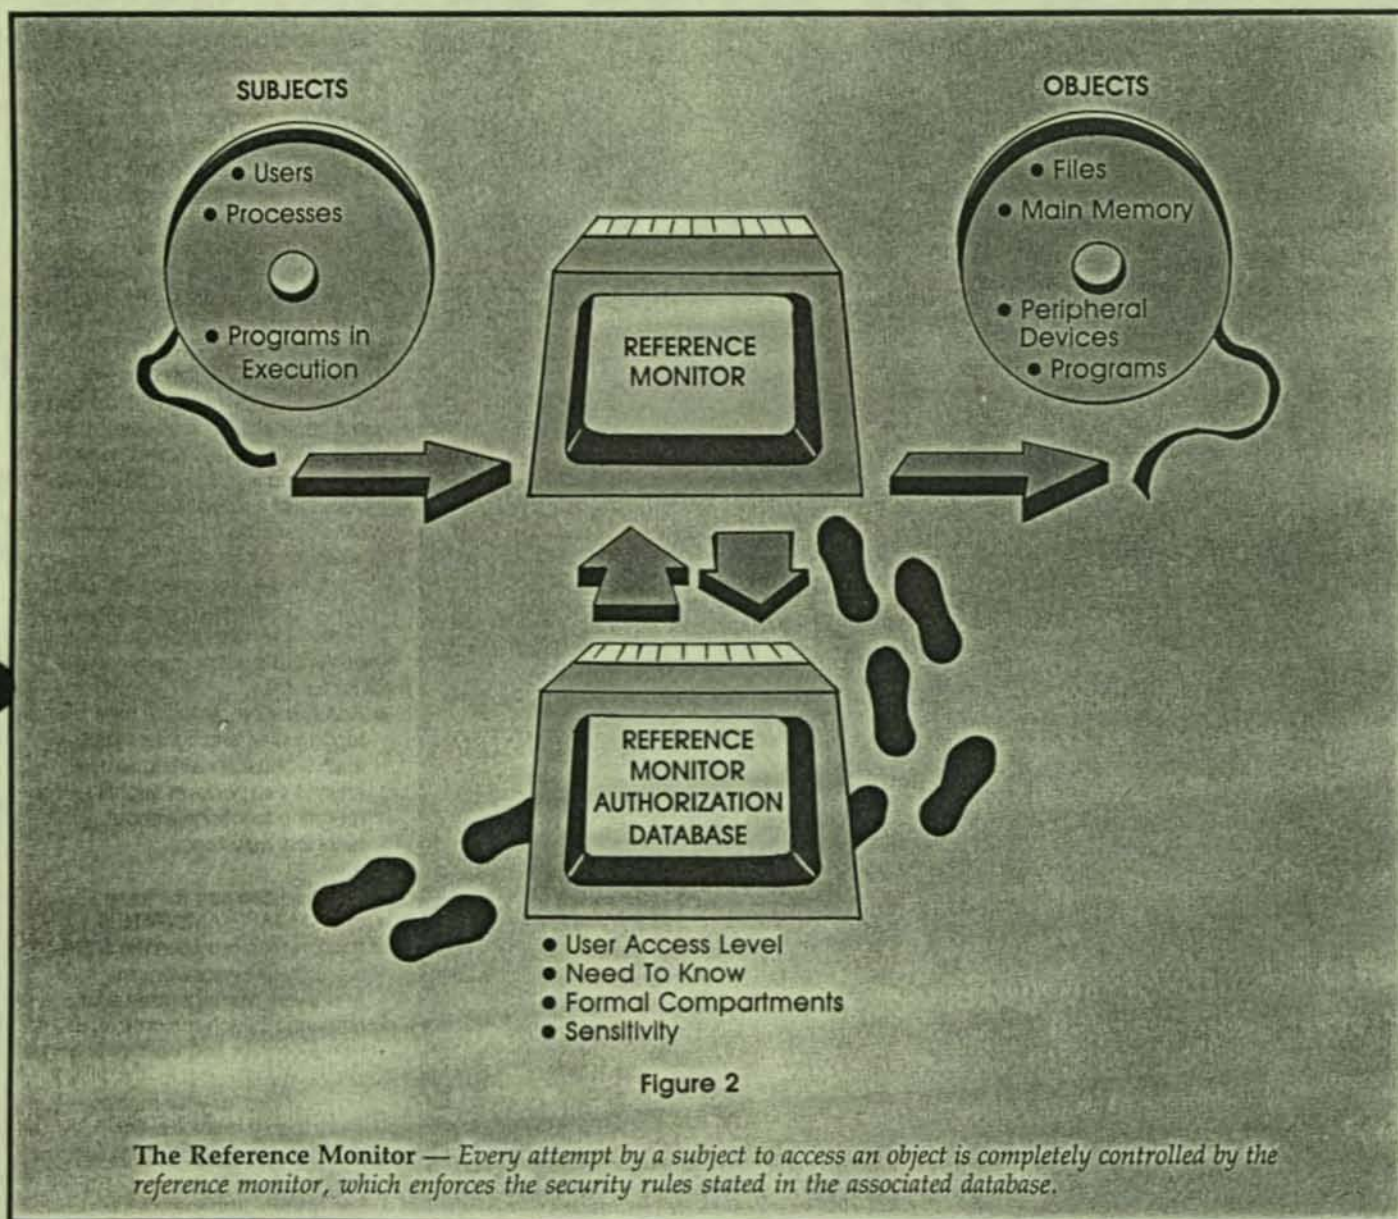 SUBJECTS
• Users
• Processes
• Programs in
Execution
OBJECTS
• Files
• Main Memory
• Peripheral
Devices
• Programs
REFERENCE
MONITOR
REFERENCE
MONITOR
AUTHORIZATION
DATABASE
• User Access Level
• Need To Know
• Formal Compartments
• Sensitivity
Figure 2
The Reference Monitor — Every attempt by a subject to access an object is completely controlled by the
reference monitor, which enforces the security rules stated in the associated database.